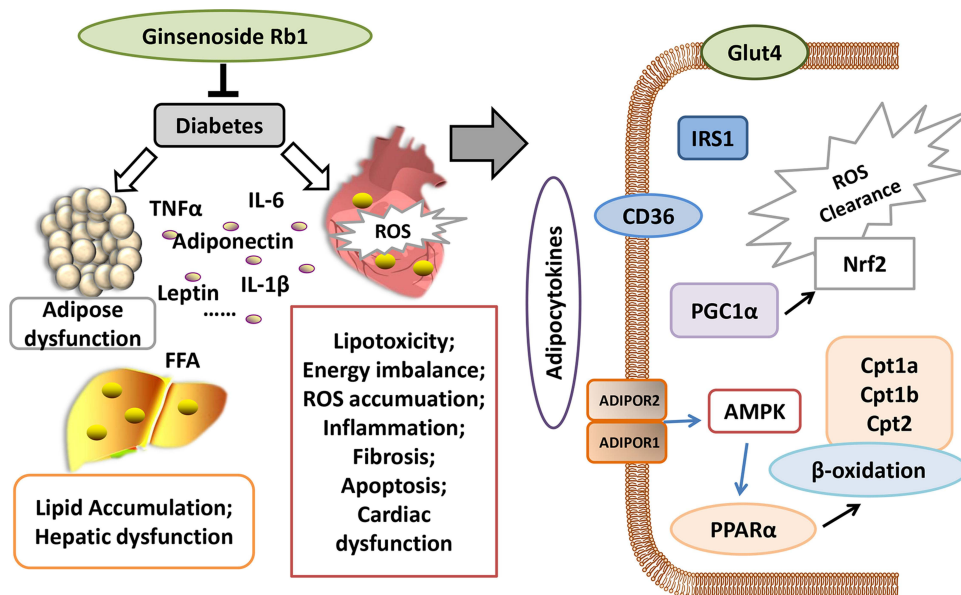 Ginsenoside Rb1
Diabetes
TNFα
IL-6
Adiponectin
IL-1β
Leptin
......
ROS
Adipose
dysfunction
FFA
Lipid Accumulation;
Hepatic dysfunction
Lipotoxicity;
Energy imbalance;
ROS accumuation;
Inflammation;
Fibrosis;
Apoptosis;
Cardiac
dysfunction
Adipocytokines
Glut4
IRS1
CD36
ROS
Clearance
Nrf2
PGC1α
ADIPOR2
ADIPOR1
AMPK
Cpt1a
Cpt1b
Cpt2
β-oxidation
PPARα